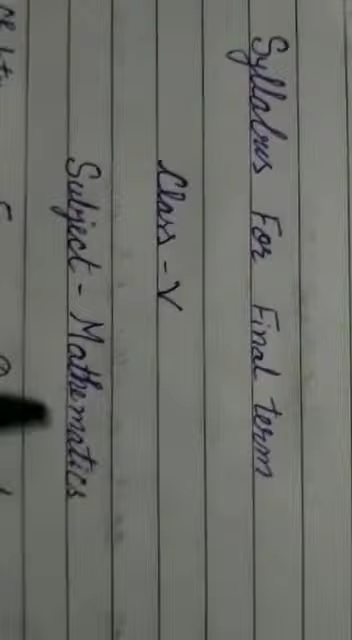 Syllabus For Final term
Class - V
Subject - Mathematics